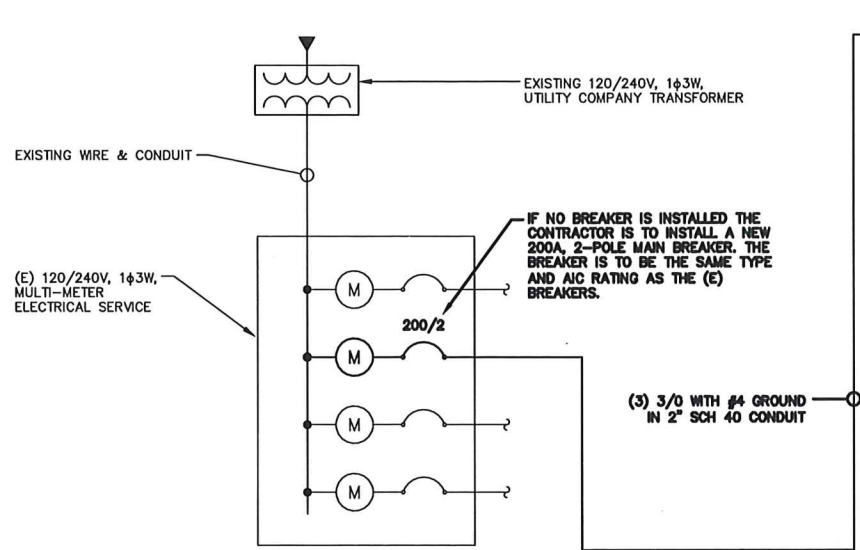 EXISTING 120/240V, 1ϕ3W,
UTILITY COMPANY TRANSFORMER
EXISTING WIRE & CONDUIT
IF NO BREAKER IS INSTALLED THE
CONTRACTOR IS TO INSTALL A NEW
200A, 2-POLE MAIN BREAKER. THE
BREAKER IS TO BE THE SAME TYPE
AND AIC RATING AS THE (E)
BREAKERS.
(E) 120/240V, 1ϕ3W,
MULTI-METER
ELECTRICAL SERVICE
M
200/2
M
(3) 3/0 WITH #4 GROUND
IN 2" SCH 40 CONDUIT
M
M